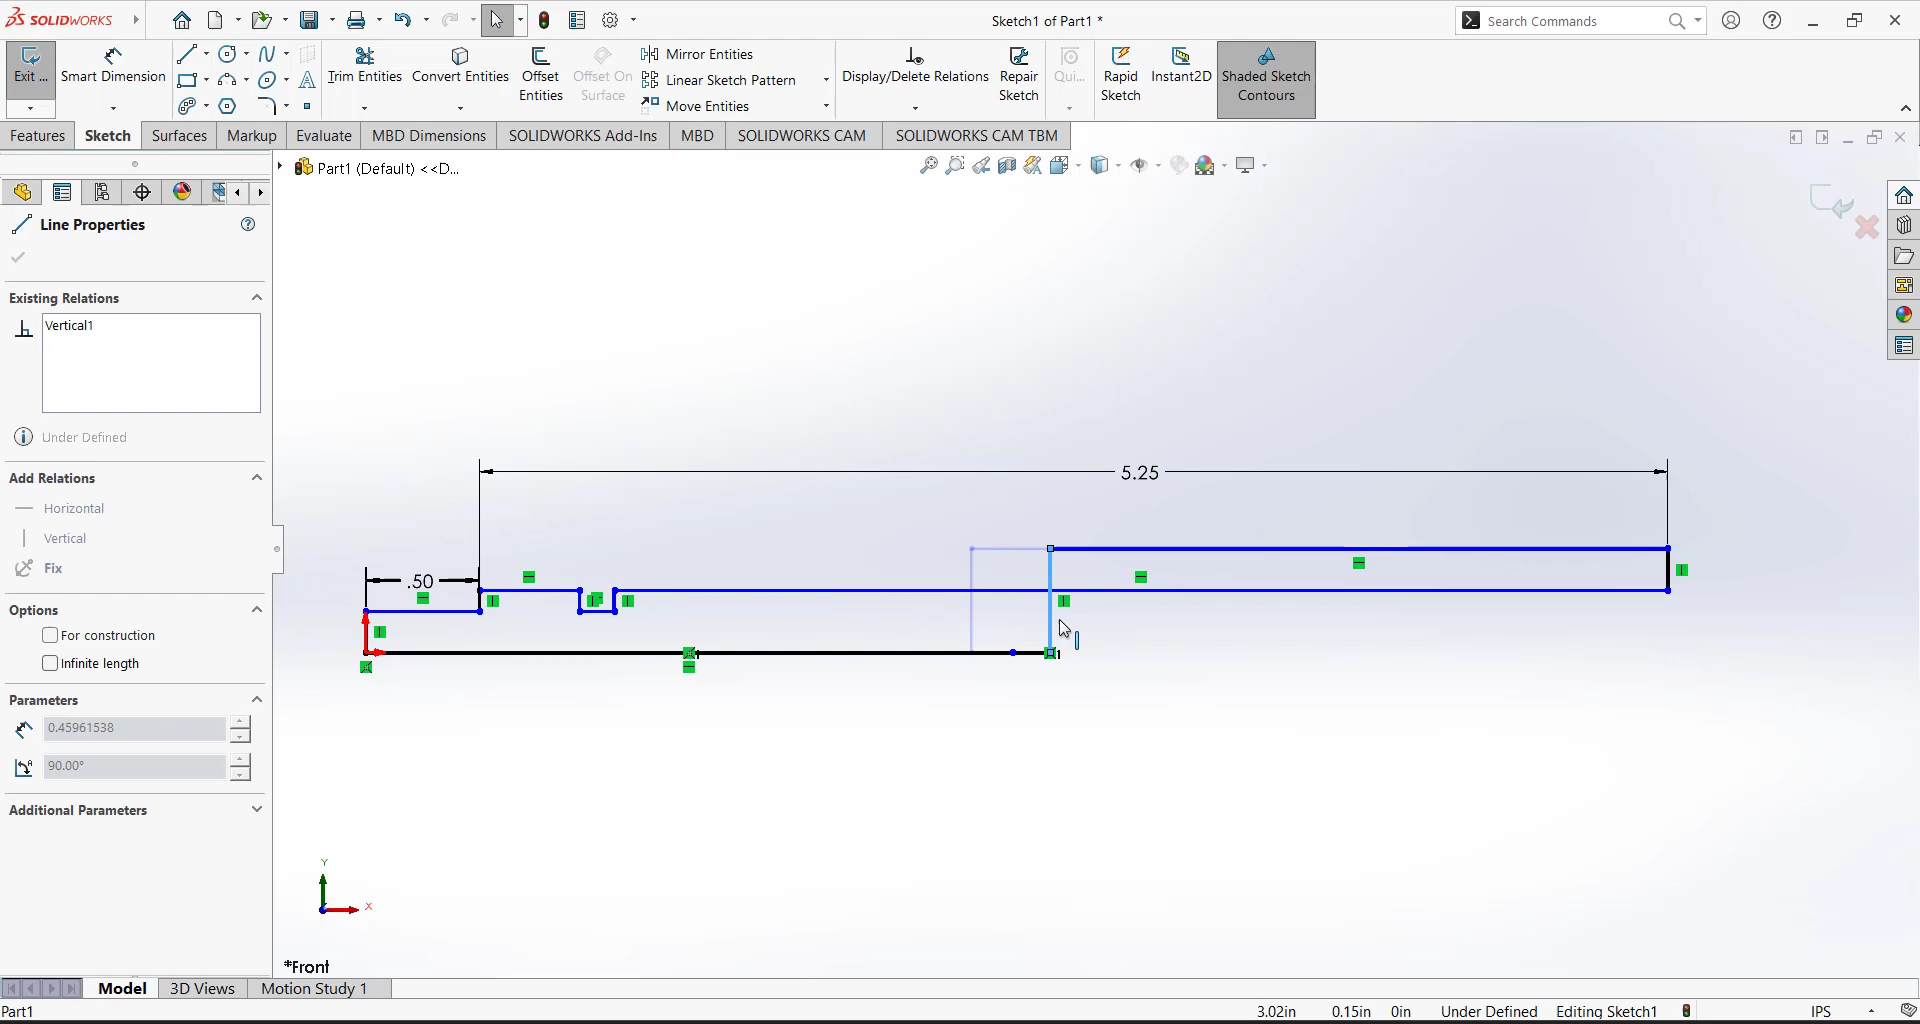 SOLIDWORKS
Sketch1 of Part1 *
Search Commands
Exit ...
Smart Dimension
Trim Entities
Convert Entities
Offset
Entities
Offset On
Surface
Mirror Entities
Linear Sketch Pattern
Move Entities
Display/Delete Relations
Repair
Sketch
Qui...
Rapid
Sketch
Instant2D
Shaded Sketch
Contours
Features
Sketch
Surfaces
Markup
Evaluate
MBD Dimensions
SOLIDWORKS Add-Ins
MBD
SOLIDWORKS CAM
SOLIDWORKS CAM TBM
Part1 (Default) <<D...
Line Properties
Existing Relations
Vertical1
Under Defined
Add Relations
Horizontal
Vertical
Fix
Options
For construction
Infinite length
Parameters
0.45961538
90.00°
Additional Parameters
5.25
.50
1
1
Y
X
*Front
Model
3D Views
Motion Study 1
Part1
3.02in
0.15in
0in
Under Defined
Editing Sketch1
IPS